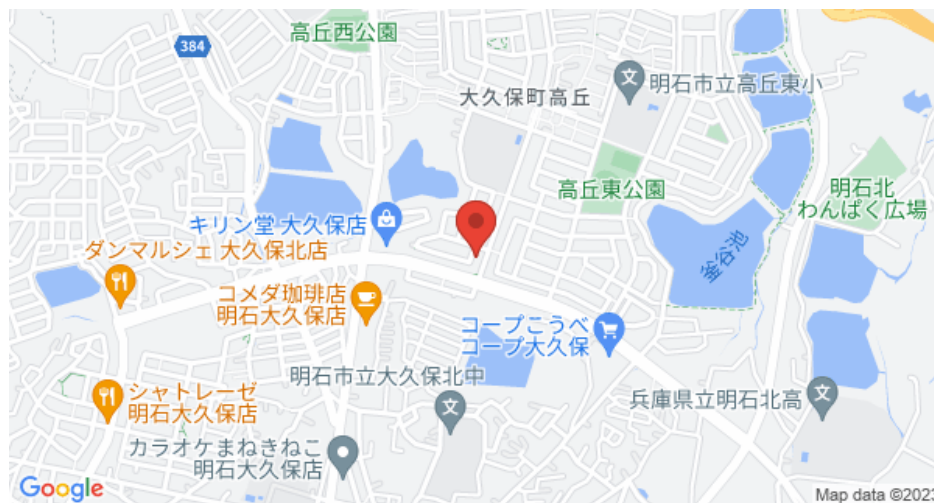 高丘西公園
384
大久保町高丘
明石市立高丘東小
高丘東公園
明石北
わんぱく広場
キリン堂 大久保店
釜谷池
ダンマルシェ 大久保北店
コメダ珈琲店
明石大久保店
コープこうべ
コープ大久保
明石市立大久保北中
シャトレーゼ
明石大久保店
兵庫県立明石北高
カラオケまねきねこ
明石大久保店
Google
Map data ©2023